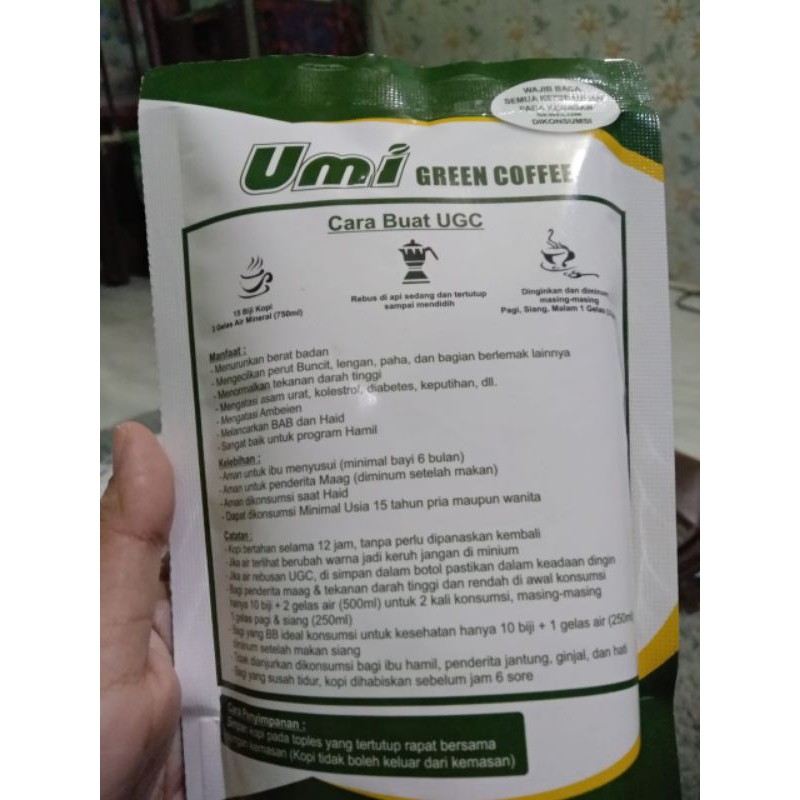 WAJIB BACA
SEMUA KETERANGAN
PADA KEMASAN
DIKONSUMSI
Umi GREEN COFFEE
Cara Buat UGC
15 Biji Kopi
3 Gelas Air Mineral (750ml)
Rebus di api sedang dan tertutup
sampai mendidih
Dinginkan dan diminum
masing-masing
Pagi, Siang, Malam 1 Gelas
Manfaat :
- Menurunkan berat badan
- Mengecilkan perut Buncit, lengan, paha, dan bagian berlemak lainnya
- Menormalkan tekanan darah tinggi
- Mengatasi asam urat, kolestrol, diabetes, keputihan, dll.
- Mengatasi Ambeien
- Melancarkan BAB dan Haid
- Sangat baik untuk program Hamil
Kelebihan :
- Aman untuk ibu menyusui (minimal bayi 6 bulan)
- Aman untuk penderita Maag (diminum setelah makan)
- Aman dikonsumsi saat Haid
- Dapat dikonsumsi Minimal Usia 15 tahun pria maupun wanita
Catatan :
- Kopi bertahan selama 12 jam, tanpa perlu dipanaskan kembali
- Jika air terlihat berubah warna jadi keruh jangan di minium
- Jika air rebusan UGC, di simpan dalam botol pastikan dalam keadaan dingin
- Bagi penderita maag & tekanan darah tinggi dan rendah di awal konsumsi
hanya 10 biji + 2 gelas air (500ml) untuk 2 kali konsumsi, masing-masing
1 gelas pagi & siang (250ml)
- Bagi yang BB ideal konsumsi untuk kesehatan hanya 10 biji + 1 gelas air (250ml)
diminum setelah makan siang
- Tidak dianjurkan dikonsumsi bagi ibu hamil, penderita jantung, ginjal, dan hati
- Bagi yang susah tidur, kopi dihabiskan sebelum jam 6 sore
Cara Penyimpanan :
Simpan kopi pada toples yang tertutup rapat bersama
dengan kemasan (Kopi tidak boleh keluar dari kemasan)